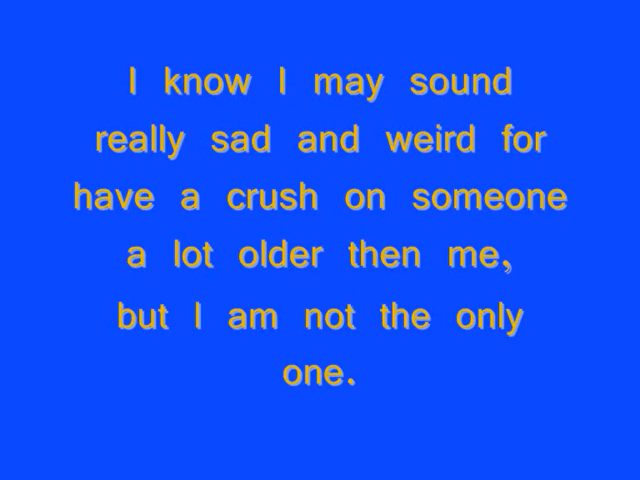 I know I may sound
really sad and weird for
have a crush on someone
a lot older then me,
but I am not the only
one.